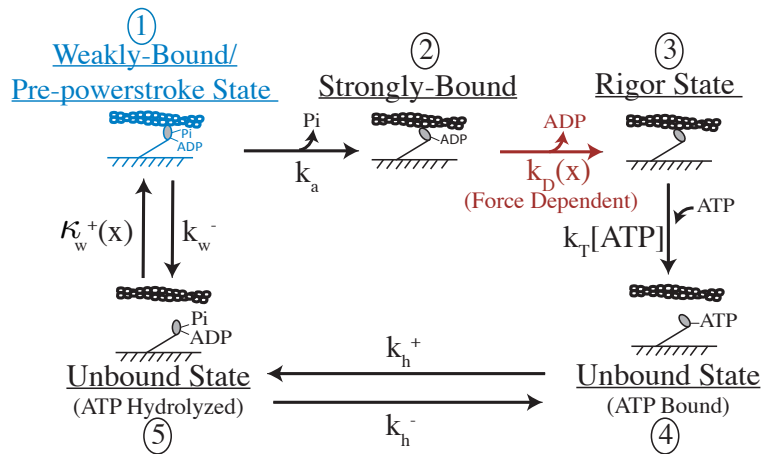 1
Weakly-Bound/
Pre-powerstroke State
Pi
ADP
2
Strongly-Bound
ADP
3
Rigor State
Pi
k_a
ADP
k_D(x)
(Force Dependent)
κ_w^+(x)
k_w^-
k_T[ATP]
ATP
Pi
ADP
Unbound State
(ATP Hydrolyzed)
5
k_h^+
k_h^-
ATP
Unbound State
(ATP Bound)
4